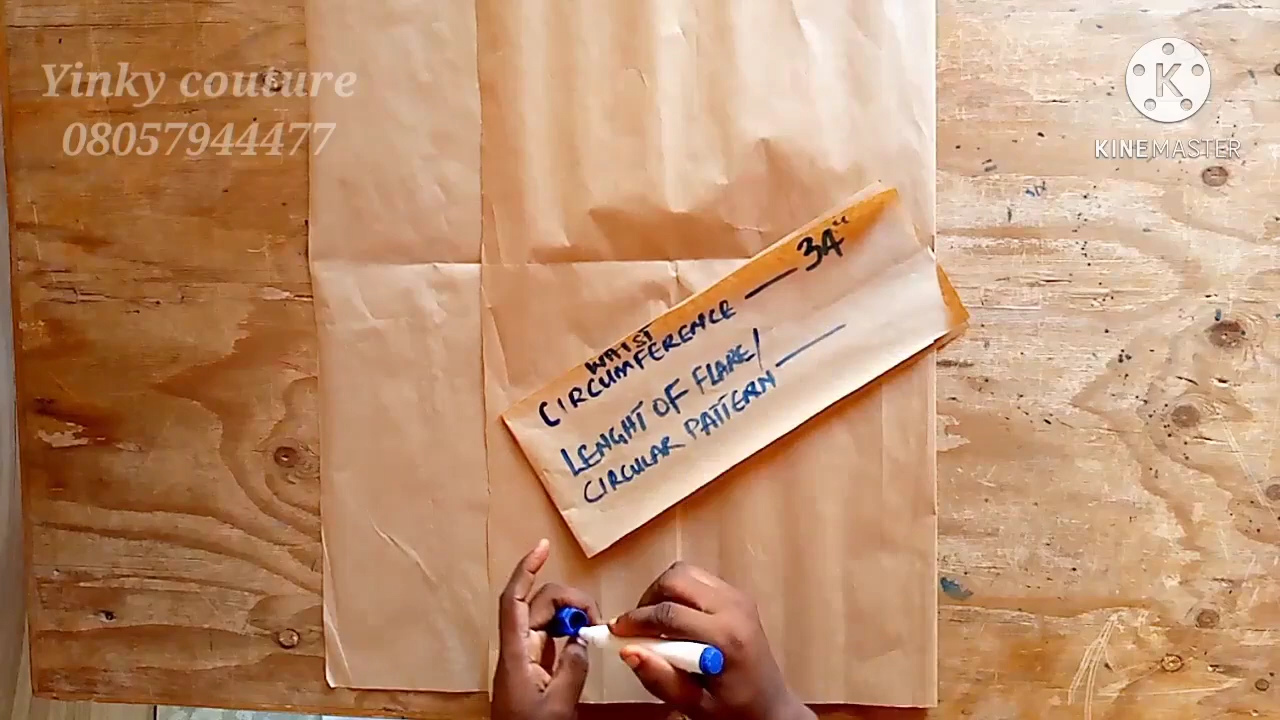 Yinky couture
08057944477
KINEMASTER
WAIST
CIRCUMFERENCE — 34"
LENGHT OF FLARE/
CIRCULAR PATTERN —